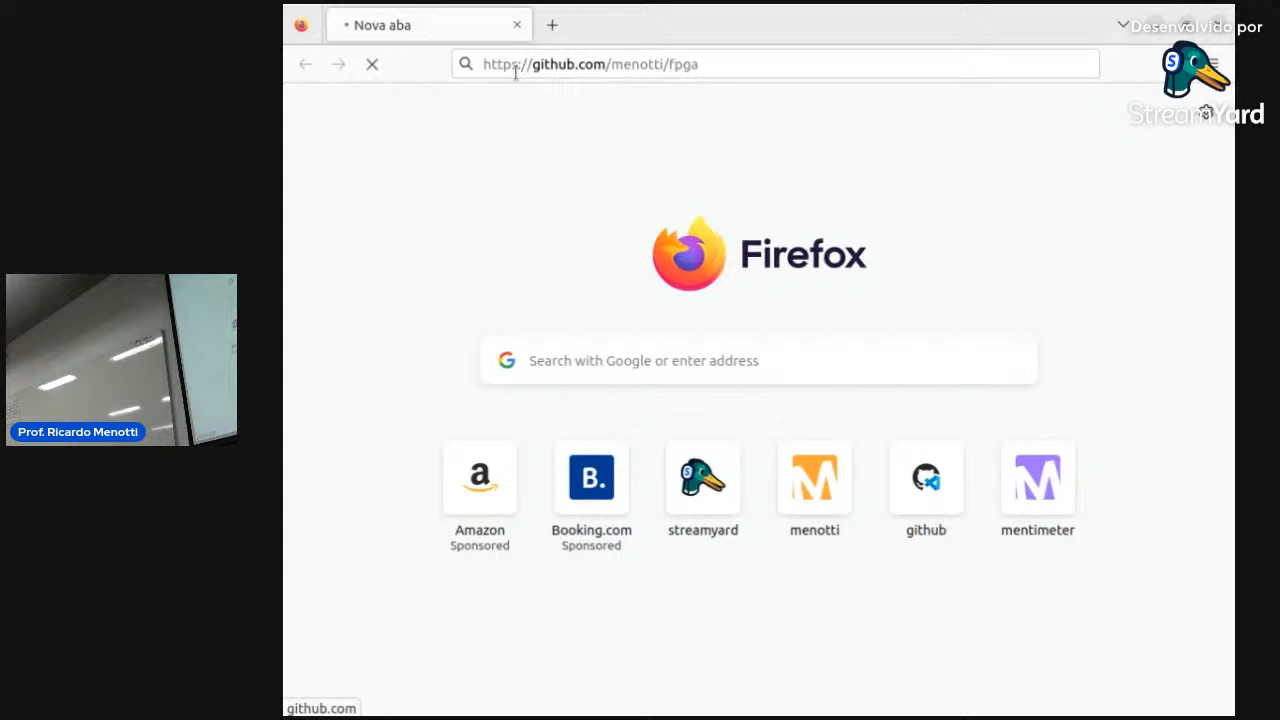 Nova aba
Desenvolvido por
https://github.com/menotti/fpga
StreamYard
Firefox
Search with Google or enter address
Prof. Ricardo Menotti
a
B.
Amazon
Sponsored
Booking.com
Sponsored
streamyard
menotti
github
mentimeter
github.com